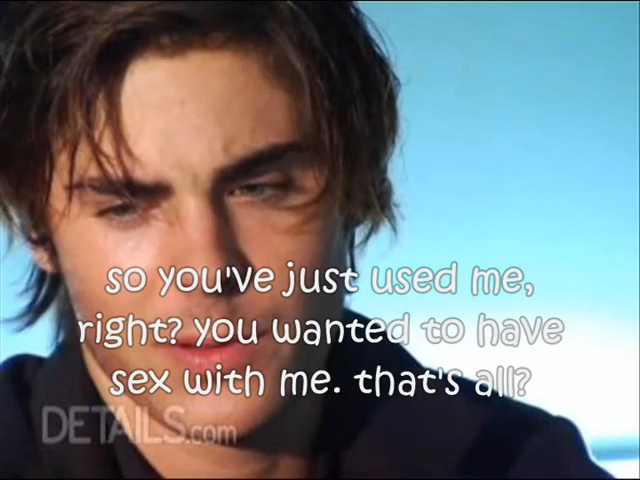 so you've just used me,
right? you wanted to have
sex with me. that's all?
DETAILS.com